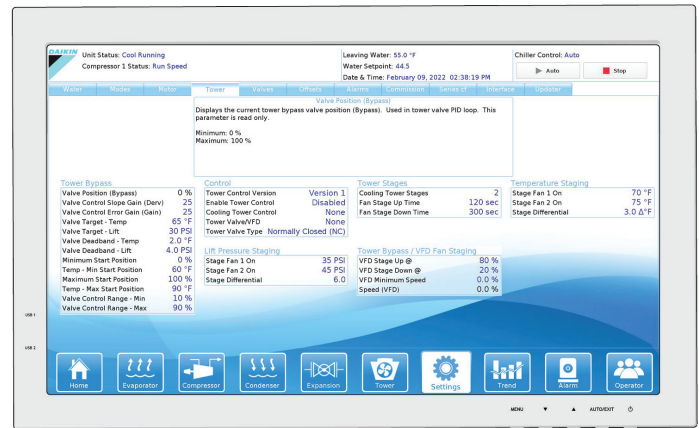 DAIKIN
Unit Status: Cool Running
Compressor 1 Status: Run Speed
Leaving Water: 55.0 °F
Water Setpoint: 44.5
Date & Time: February 09, 2022 02:38:19 PM
Chiller Control: Auto
Auto
Stop
Water Modes Motor Tower Valves Offsets Alarms Commission Series cf Interface Updater
Valve Position (Bypass)
Displays the current tower bypass valve position (Bypass). Used in tower valve PID loop. This
parameter is read only.
Minimum: 0 %
Maximum: 100 %
Tower Bypass
Valve Position (Bypass) 0 %
Valve Control Slope Gain (Derv) 25
Valve Control Error Gain (Gain) 25
Valve Target - Temp 65 °F
Valve Target - Lift 30 PSI
Valve Deadband - Temp 2.0 °F
Valve Deadband - Lift 4.0 PSI
Minimum Start Position 0 %
Temp - Min Start Position 60 °F
Maximum Start Position 100 %
Temp - Max Start Position 90 °F
Valve Control Range - Min 10 %
Valve Control Range - Max 90 %
Control
Tower Control Version Version 1
Enable Tower Control Disabled
Cooling Tower Control None
Tower Valve/VFD None
Tower Valve Type Normally Closed (NC)
Lift Pressure Staging
Stage Fan 1 On 35 PSI
Stage Fan 2 On 45 PSI
Stage Differential 6.0
Tower Stages
Cooling Tower Stages 2
Fan Stage Up Time 120 sec
Fan Stage Down Time 300 sec
Tower Bypass / VFD Fan Staging
VFD Stage Up @ 80 %
VFD Stage Down @ 20 %
VFD Minimum Speed 0.0 %
Speed (VFD) 0.0 %
Temperature Staging
Stage Fan 1 On 70 °F
Stage Fan 2 On 75 °F
Stage Differential 3.0 Δ°F
USB 1
USB 2
Home Evaporator Compressor Condenser Expansion Tower Settings Trend Alarm Operator
MENU ▼ ▲ AUTO/EXIT